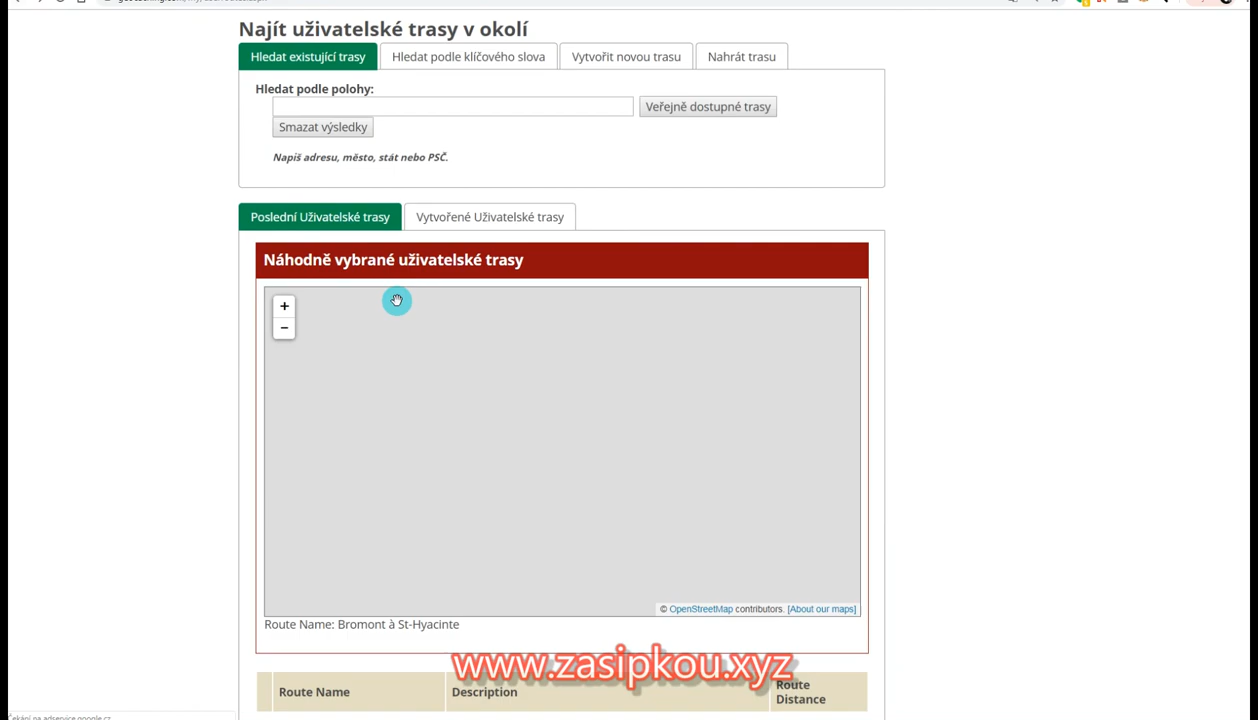 Najít uživatelské trasy v okolí
Hledat existující trasy
Hledat podle klíčového slova
Vytvořit novou trasu
Nahrát trasu
Hledat podle polohy:
Veřejně dostupné trasy
Smazat výsledky
Napiš adresu, město, stát nebo PSČ.
Poslední Uživatelské trasy
Vytvořené Uživatelské trasy
Náhodně vybrané uživatelské trasy
+
−
© OpenStreetMap contributors. [About our maps]
Route Name: Bromont à St-Hyacinte
www.zasipkou.xyz
Route Name
Description
Route
Distance